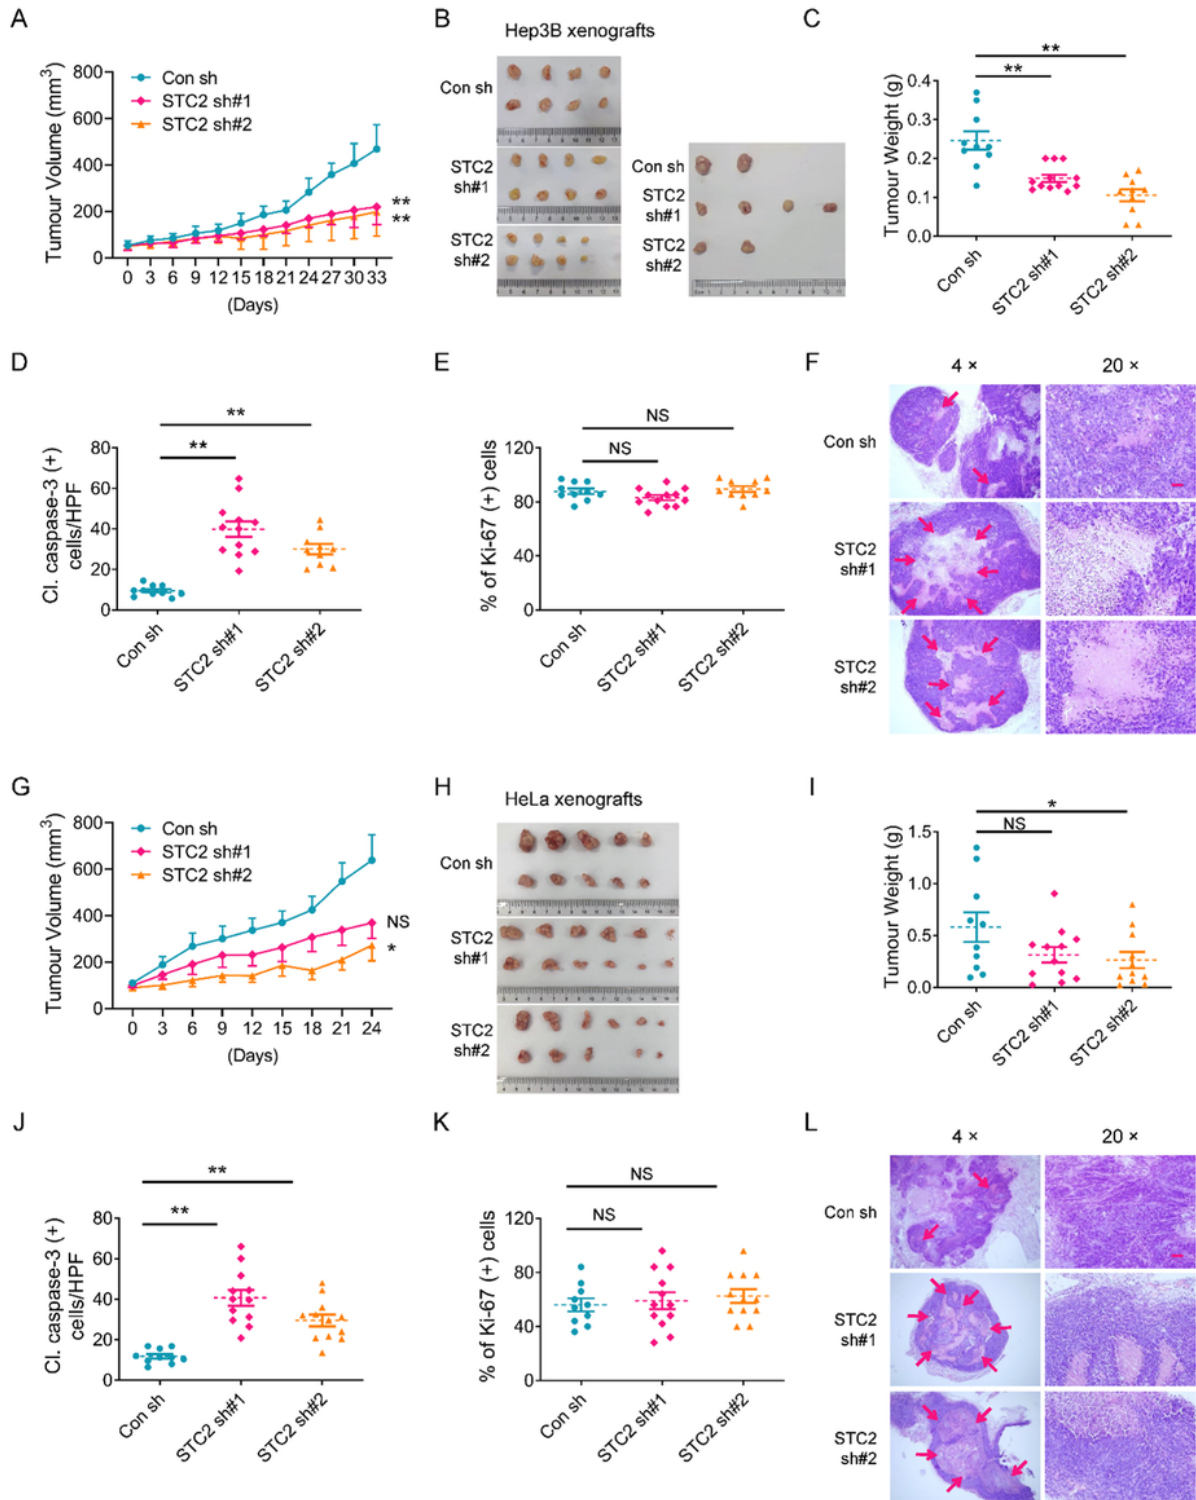 A
Tumour Volume (mm³)
800
600
400
200
0
Con sh
STC2 sh#1
STC2 sh#2
**
**
0 3 6 9 12 15 18 21 24 27 30 33
(Days)
B
Hep3B xenografts
Con sh
STC2
sh#1
STC2
sh#2
Con sh
STC2
sh#1
STC2
sh#2
C
**
**
Tumour Weight (g)
0.4
0.3
0.2
0.1
0.0
Con sh
STC2 sh#1
STC2 sh#2
D
**
**
Cl. caspase-3 (+)
cells/HPF
80
60
40
20
0
Con sh
STC2 sh#1
STC2 sh#2
E
NS
NS
% of Ki-67 (+) cells
120
80
40
0
Con sh
STC2 sh#1
STC2 sh#2
F
4 × 20 ×
Con sh
STC2
sh#1
STC2
sh#2
G
Tumour Volume (mm³)
800
600
400
200
0
Con sh
STC2 sh#1
STC2 sh#2
NS
*
0 3 6 9 12 15 18 21 24
(Days)
H
HeLa xenografts
Con sh
STC2
sh#1
STC2
sh#2
I
*
NS
Tumour Weight (g)
1.5
1.0
0.5
0.0
Con sh
STC2 sh#1
STC2 sh#2
J
**
**
Cl. caspase-3 (+)
cells/HPF
80
60
40
20
0
Con sh
STC2 sh#1
STC2 sh#2
K
NS
NS
% of Ki-67 (+) cells
120
80
40
0
Con sh
STC2 sh#1
STC2 sh#2
L
4 × 20 ×
Con sh
STC2
sh#1
STC2
sh#2